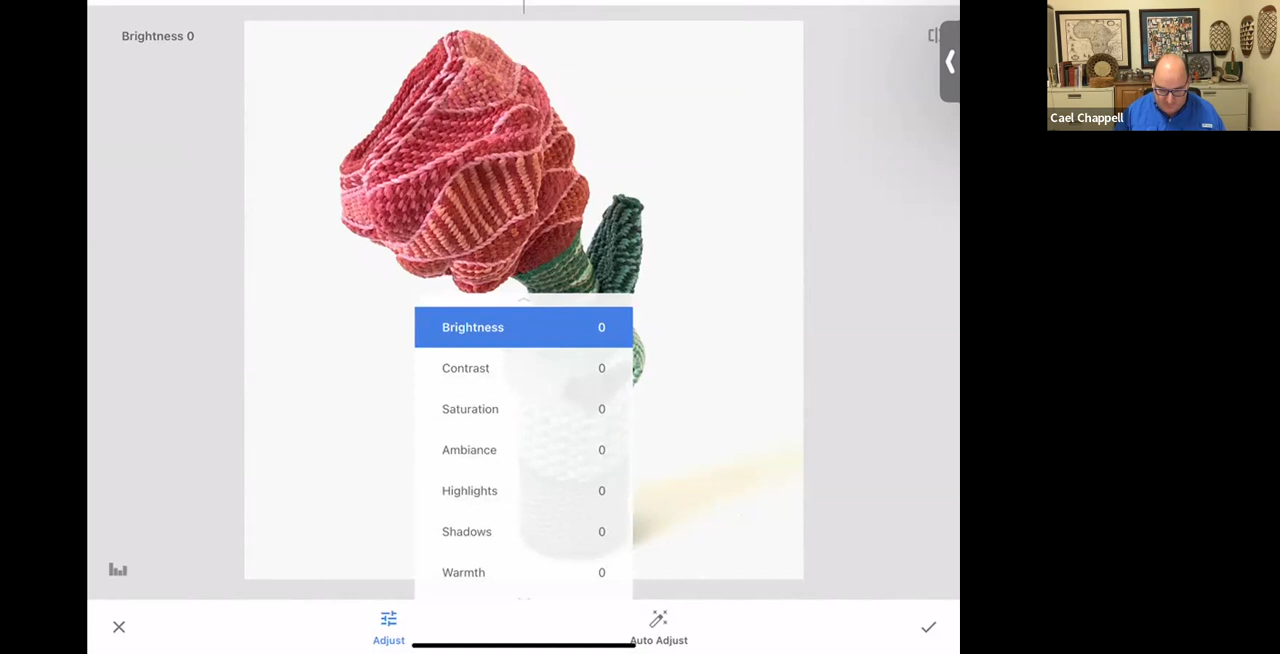 Brightness 0
Cael Chappell
Brightness 0
Contrast 0
Saturation 0
Ambiance 0
Highlights 0
Shadows 0
Warmth 0
Adjust
Auto Adjust